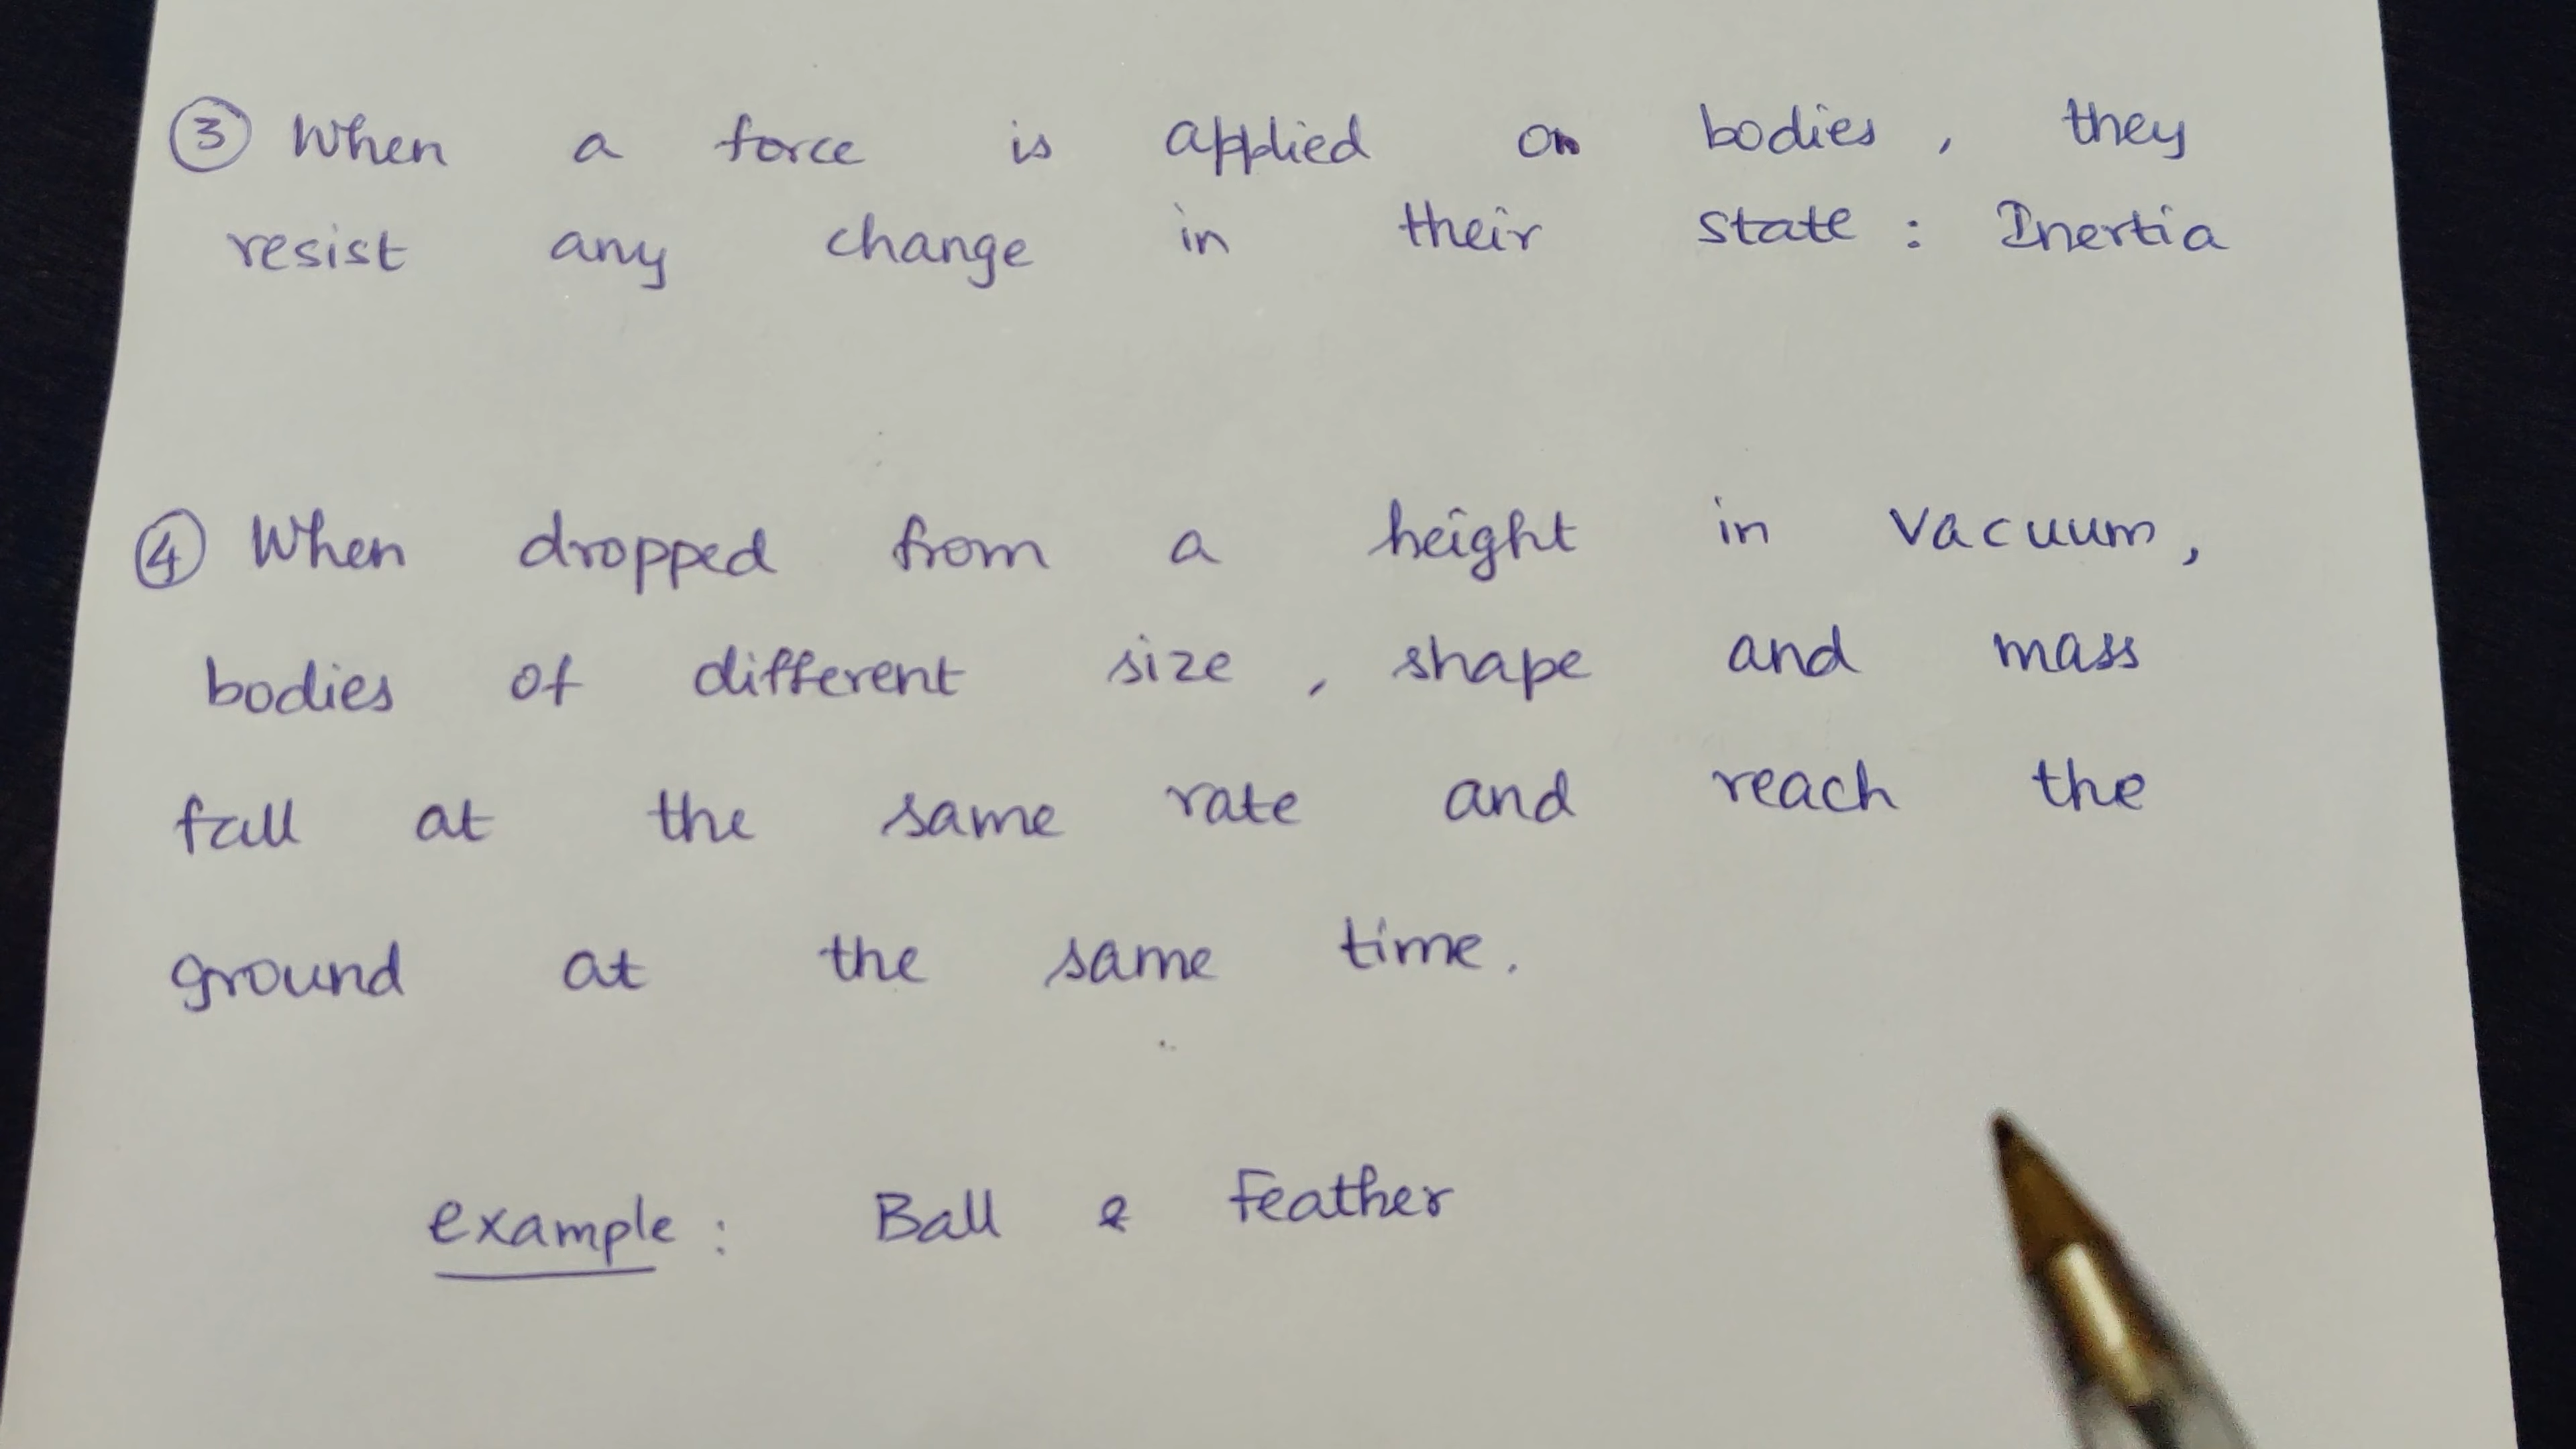 ③ When a force is applied on bodies, they
resist any change in their state : Inertia
④ When dropped from a height in vacuum,
bodies of different size, shape and mass
fall at the same rate and reach the
ground at the same time.
example : Ball & Feather